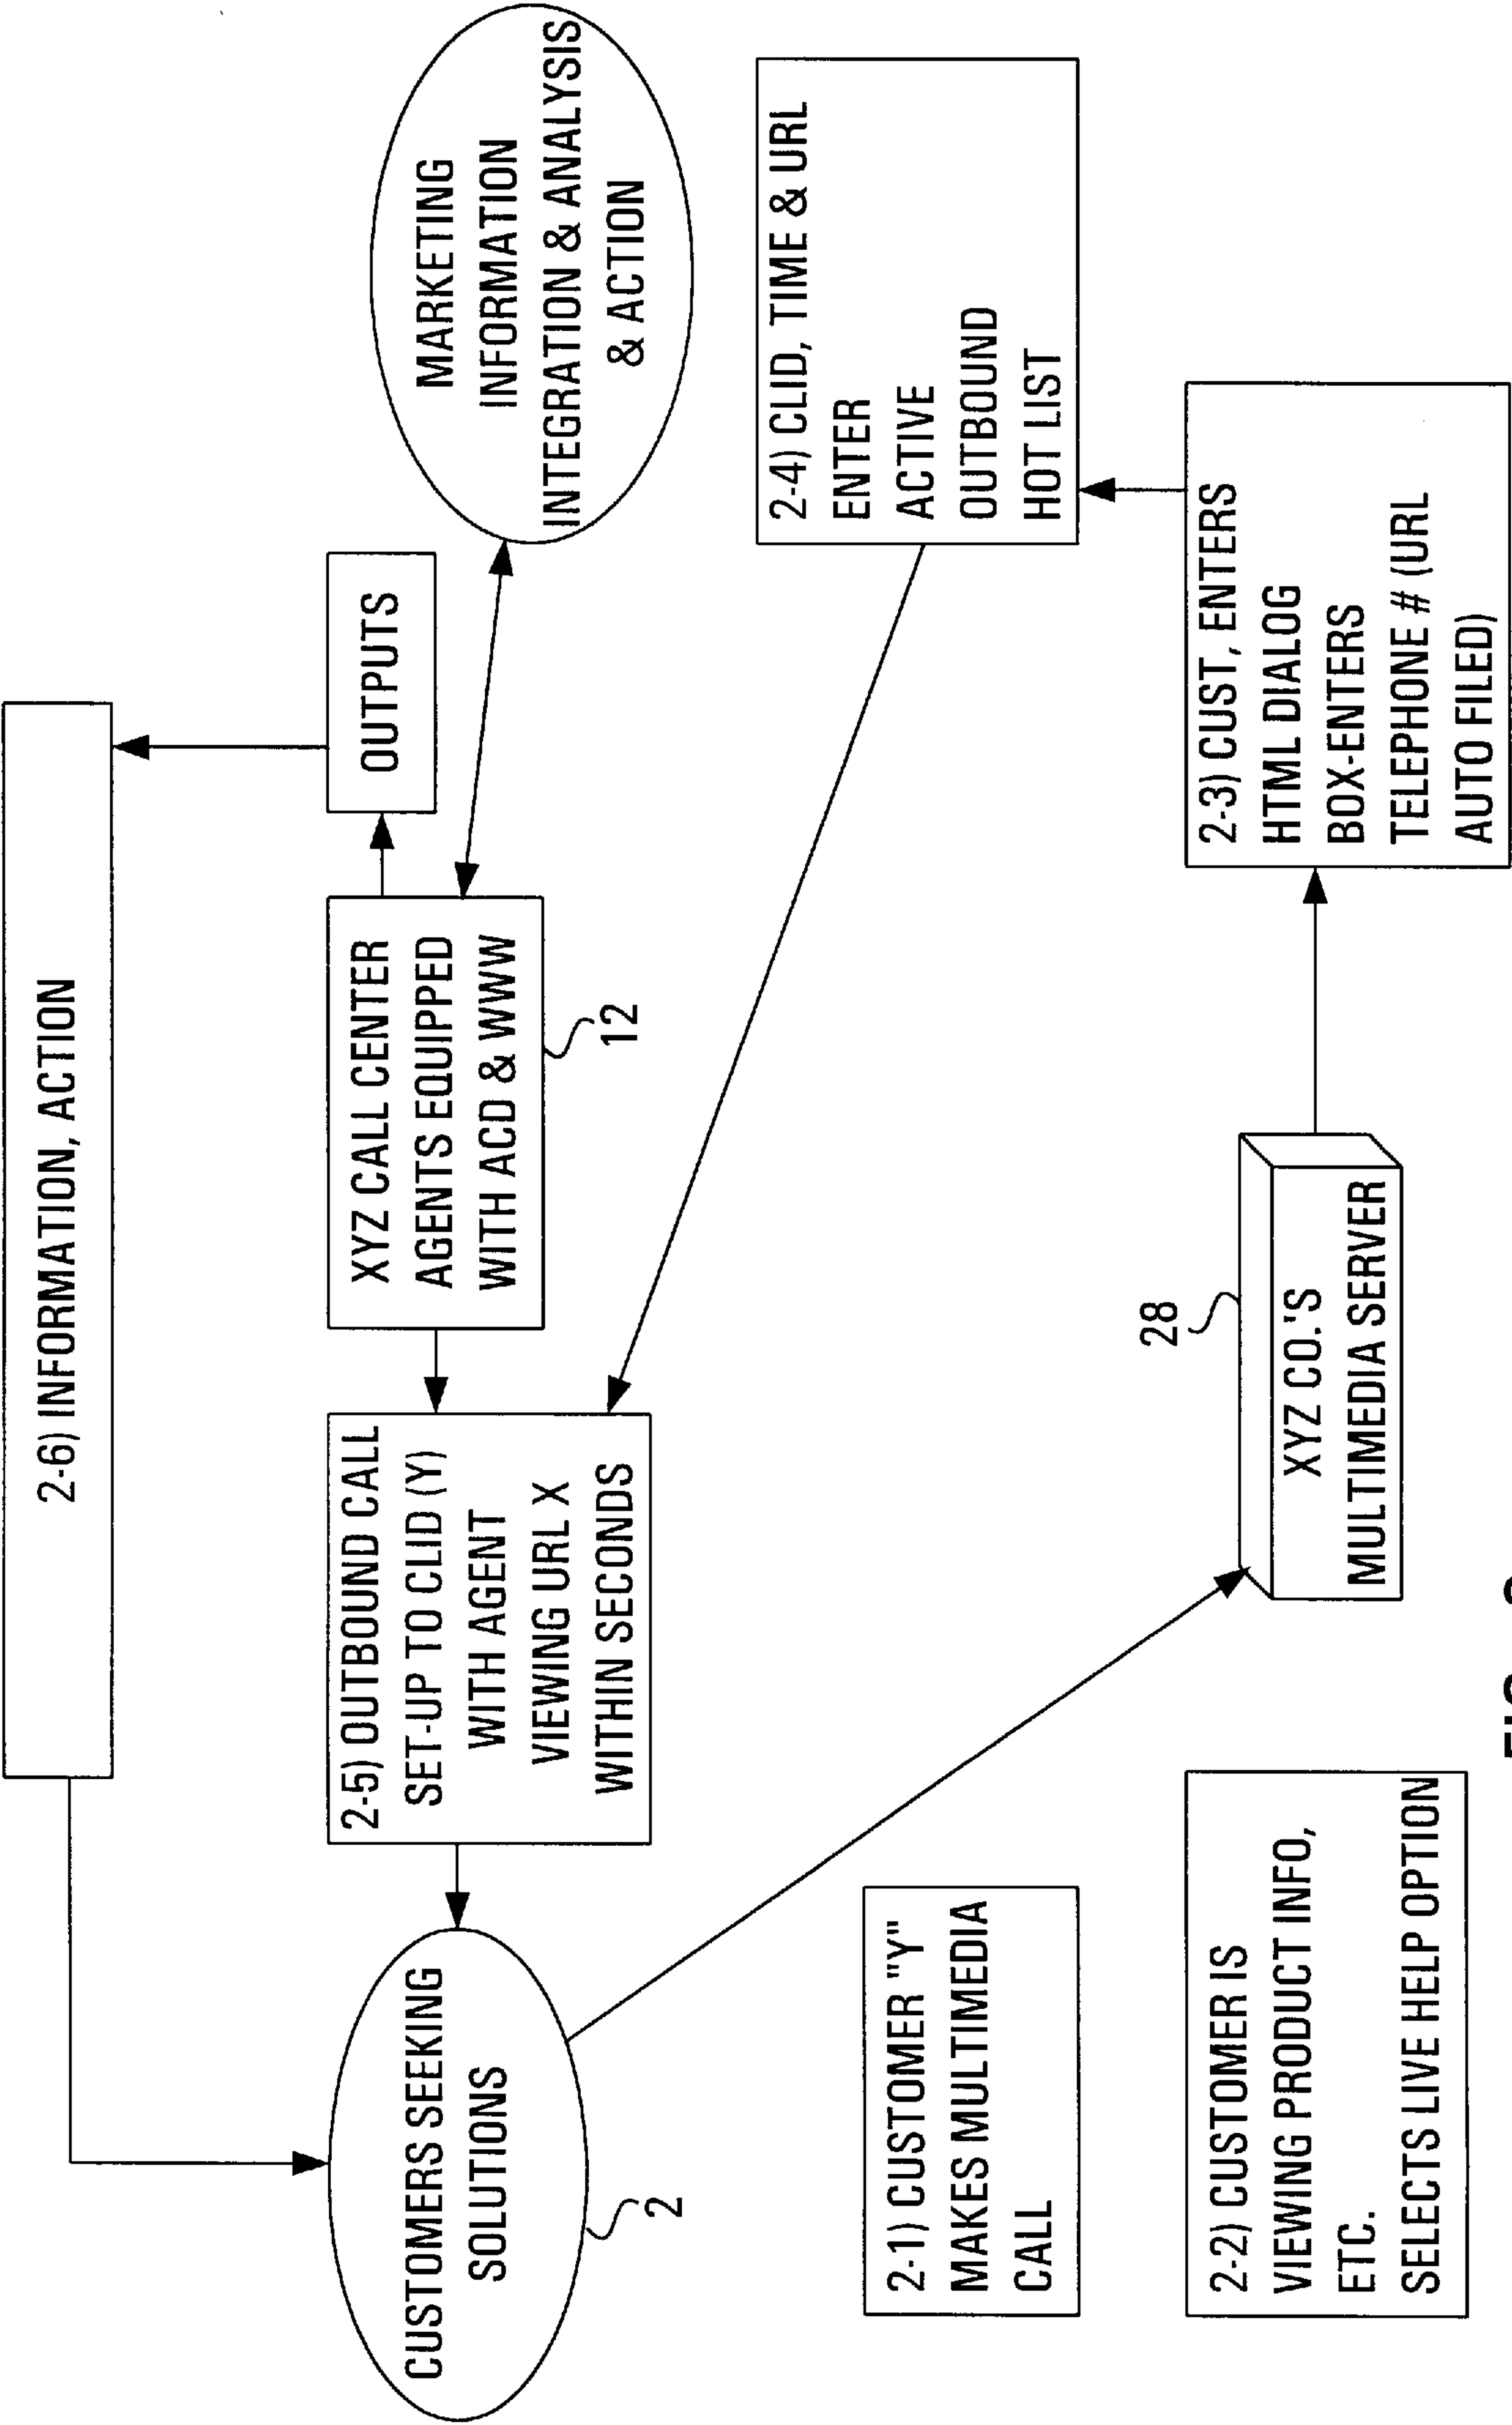 2-6) INFORMATION, ACTION
CUSTOMERS SEEKING
SOLUTIONS
2
2-5) OUTBOUND CALL
SET-UP TO CLID (Y)
WITH AGENT
VIEWING URL X
WITHIN SECONDS
XYZ CALL CENTER
AGENTS EQUIPPED
WITH ACD & WWW
12
OUTPUTS
MARKETING
INFORMATION
INTEGRATION & ANALYSIS
& ACTION
2-4) CLID, TIME & URL
ENTER
ACTIVE
OUTBOUND
HOT LIST
2-1) CUSTOMER "Y"
MAKES MULTIMEDIA
CALL
2-2) CUSTOMER IS
VIEWING PRODUCT INFO,
ETC.
SELECTS LIVE HELP OPTION
28
XYZ CO.'S
MULTIMEDIA SERVER
2-3) CUST, ENTERS
HTML DIALOG
BOX-ENTERS
TELEPHONE # (URL
AUTO FILED)